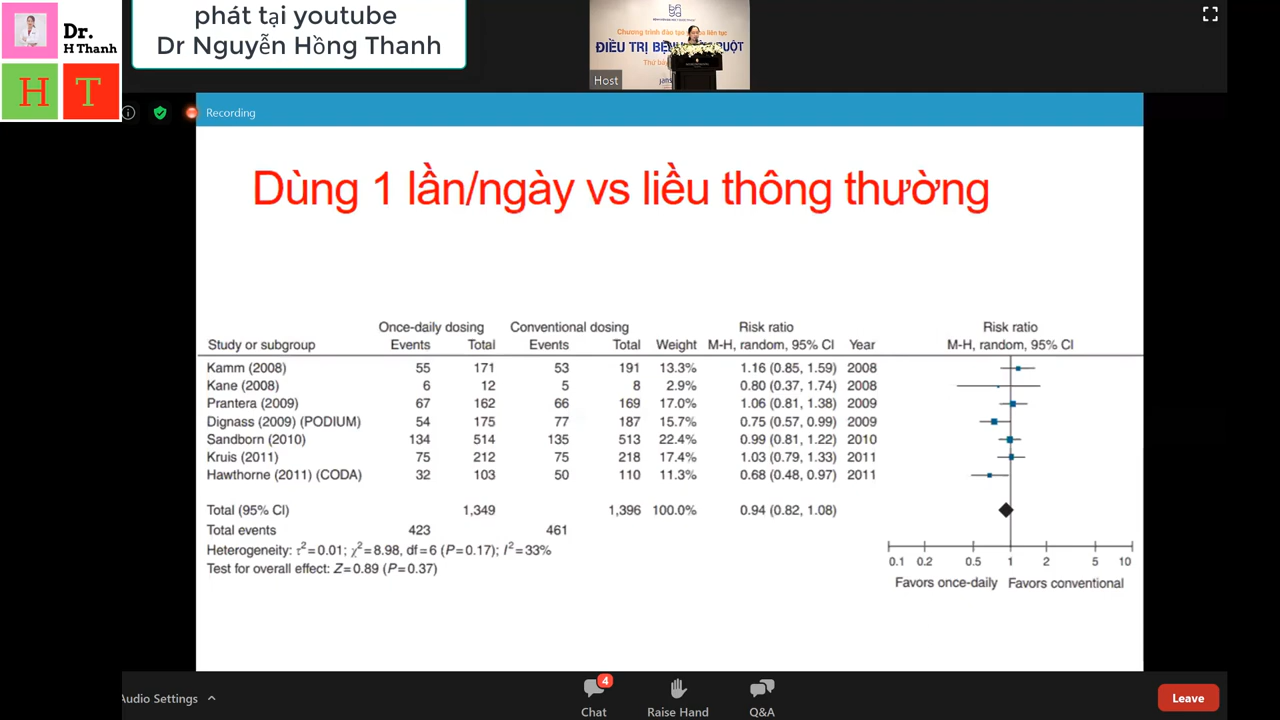 phát tại youtube
Dr Nguyễn Hồng Thanh
Dr.
H Thanh
H T
Chương trình đào tạo
liên tục
ĐIỀU TRỊ BỆNH
RUỘT
Host
Recording
Dùng 1 lần/ngày vs liều thông thường
Once-daily dosing Conventional dosing Risk ratio Risk ratio
Study or subgroup Events Total Events Total Weight M-H, random, 95% CI Year M-H, random, 95% CI
Kamm (2008) 55 171 53 191 13.3% 1.16 (0.85, 1.59) 2008
Kane (2008) 6 12 5 8 2.9% 0.80 (0.37, 1.74) 2008
Prantera (2009) 67 162 66 169 17.0% 1.06 (0.81, 1.38) 2009
Dignass (2009) (PODIUM) 54 175 77 187 15.7% 0.75 (0.57, 0.99) 2009
Sandborn (2010) 134 514 135 513 22.4% 0.99 (0.81, 1.22) 2010
Kruis (2011) 75 212 75 218 17.4% 1.03 (0.79, 1.33) 2011
Hawthorne (2011) (CODA) 32 103 50 110 11.3% 0.68 (0.48, 0.97) 2011
Total (95% CI) 1,349 1,396 100.0% 0.94 (0.82, 1.08)
Total events 423 461
Heterogeneity: τ²=0.01; χ²=8.98, df=6 (P=0.17); I²=33%
Test for overall effect: Z=0.89 (P=0.37)
0.1 0.2 0.5 1 2 5 10
Favors once-daily Favors conventional
Audio Settings
4
Chat
Raise Hand
Q&A
Leave